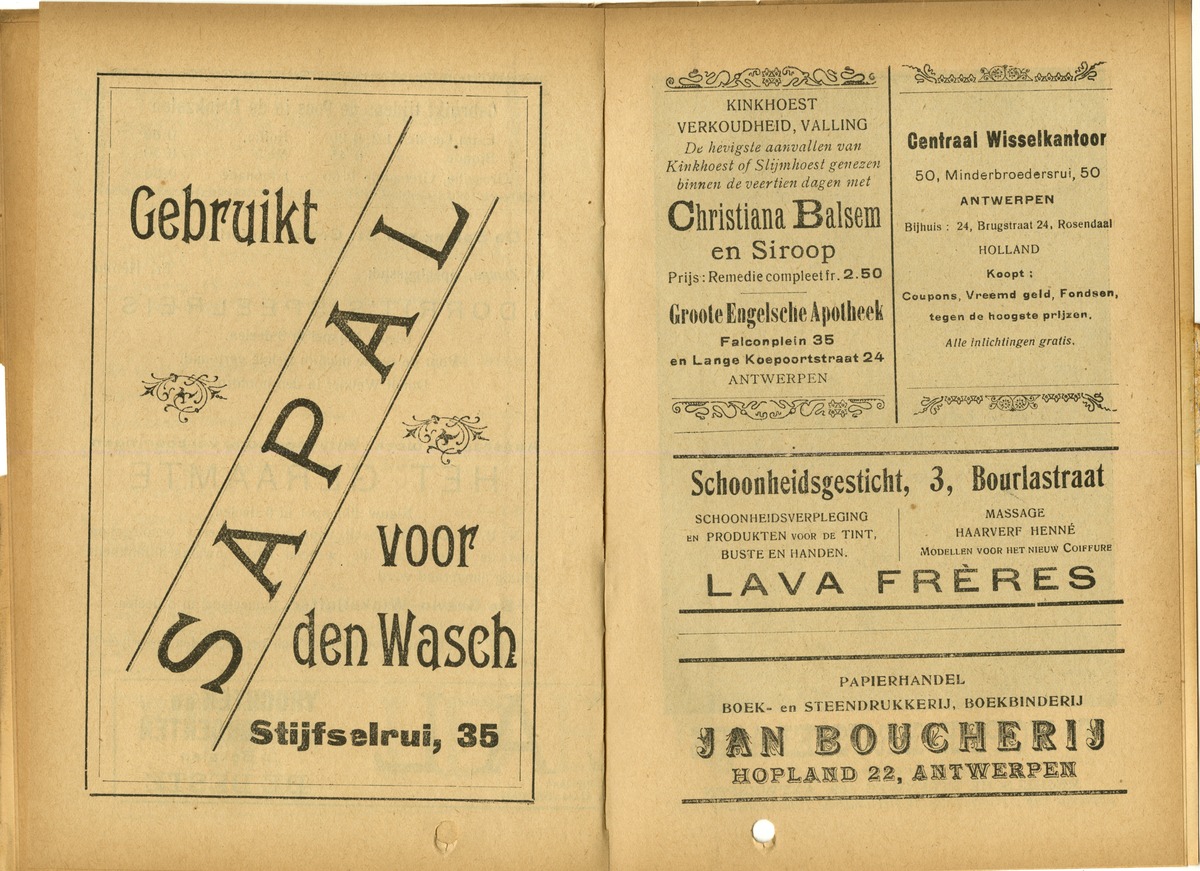 Gebruikt
SAPAL
voor
den Wasch
Stijfselrui, 35
KINKHOEST
VERKOUDHEID, VALLING
De hevigste aanvallen van
Kinkhoest of Slijmhoest genezen
binnen de veertien dagen met
Christiana Balsem
en Siroop
Prijs: Remedie compleet fr. 2.50
Groote Engelsche Apotheek
Falconplein 35
en Lange Koepoortstraat 24
ANTWERPEN
Centraal Wisselkantoor
50, Minderbroedersrui, 50
ANTWERPEN
Bijhuis : 24, Brugstraat 24, Rosendaal
HOLLAND
Koopt :
Coupons, Vreemd geld, Fondsen,
tegen de hoogste prijzen.
Alle inlichtingen gratis.
Schoonheidsgesticht, 3, Bourlastraat
SCHOONHEIDSVERPLEGING
EN PRODUKTEN VOOR DE TINT,
BUSTE EN HANDEN.
MASSAGE
HAARVERF HENNÉ
MODELLEN VOOR HET NIEUW COIFFURE
LAVA FRÈRES
PAPIERHANDEL
BOEK- en STEENDRUKKERIJ, BOEKBINDERIJ
JAN BOUCHERIJ
HOPLAND 22, ANTWERPEN